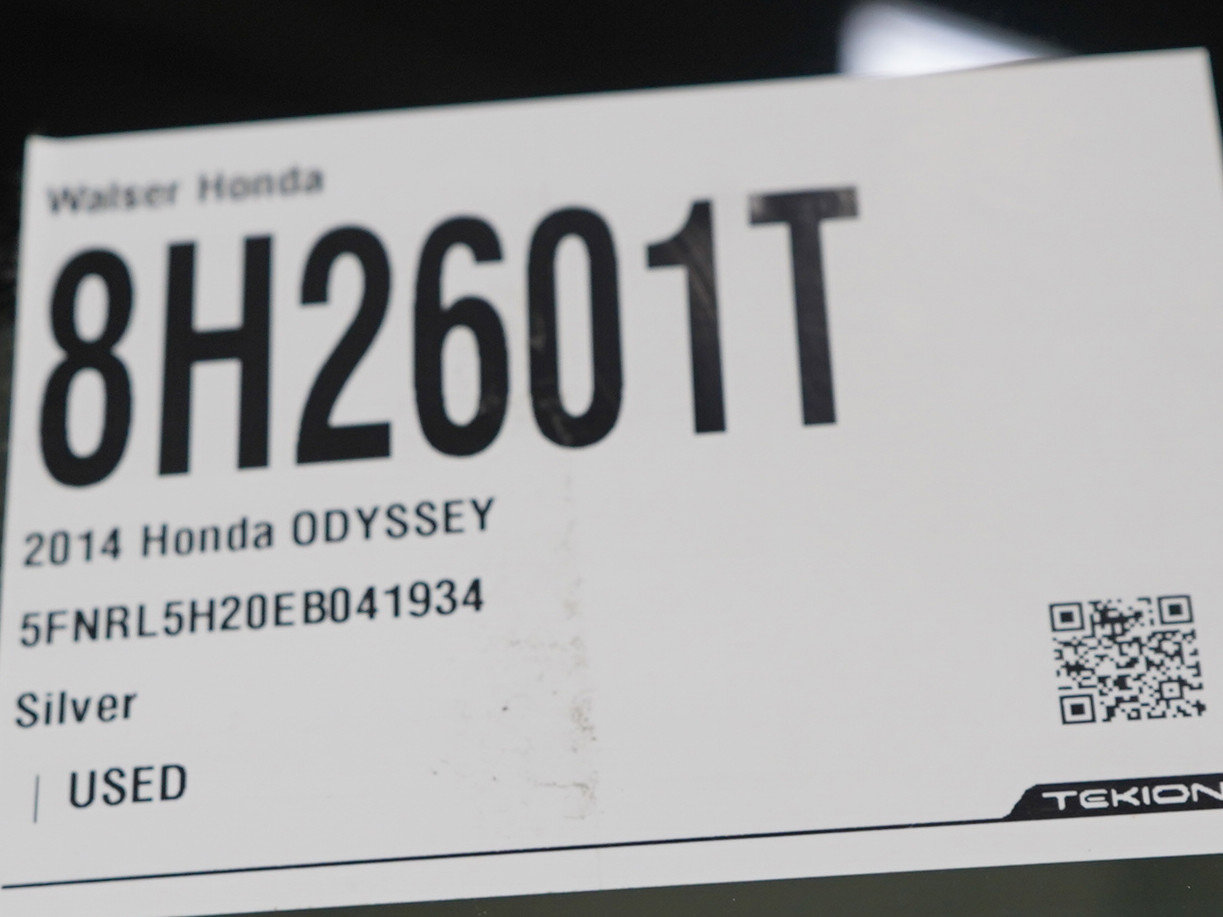 Walser Honda
8H2601T
2014 Honda ODYSSEY
5FNRL5H20EB041934
Silver
| USED
TEKION